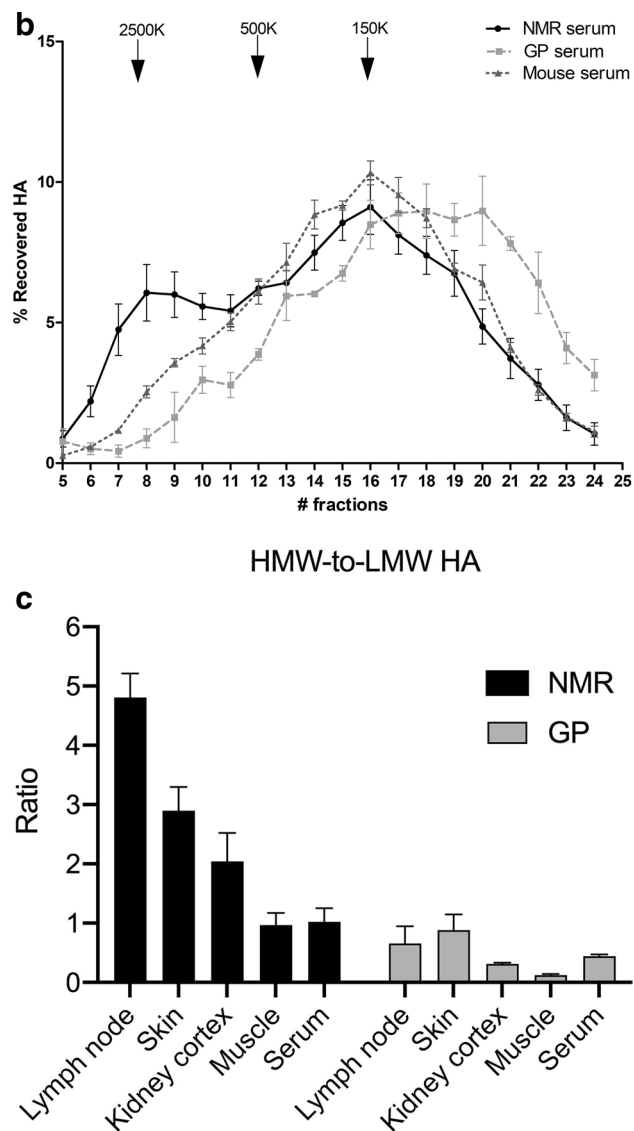 b
2500K 500K 150K
NMR serum
GP serum
Mouse serum
15
10
5
0
% Recovered HA
5 6 7 8 9 10 11 12 13 14 15 16 17 18 19 20 21 22 23 24 25
# fractions
HMW-to-LMW HA
c
6
5
4
3
2
1
0
Ratio
NMR
GP
Lymph node Skin Kidney cortex Muscle Serum Lymph node Skin Kidney cortex Muscle Serum